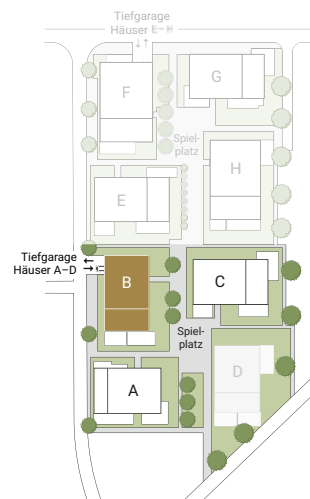 Tiefgarage
Häuser E–H
↓↑
G
F
Spiel-
platz
H
E
Tiefgarage ←
Häuser A–D →
B
C
Spiel-
platz
D
A